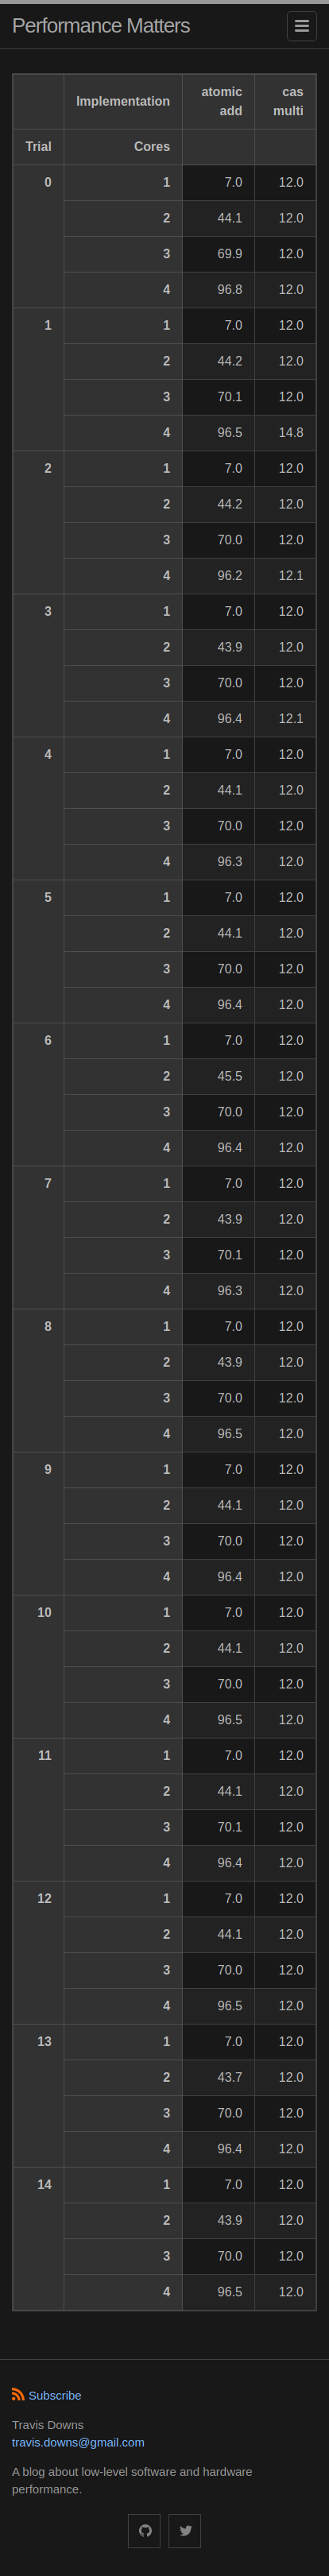 Performance Matters
Implementation atomic add cas multi
Trial Cores
0 1 7.0 12.0
2 44.1 12.0
3 69.9 12.0
4 96.8 12.0
1 1 7.0 12.0
2 44.2 12.0
3 70.1 12.0
4 96.5 14.8
2 1 7.0 12.0
2 44.2 12.0
3 70.0 12.0
4 96.2 12.1
3 1 7.0 12.0
2 43.9 12.0
3 70.0 12.0
4 96.4 12.1
4 1 7.0 12.0
2 44.1 12.0
3 70.0 12.0
4 96.3 12.0
5 1 7.0 12.0
2 44.1 12.0
3 70.0 12.0
4 96.4 12.0
6 1 7.0 12.0
2 45.5 12.0
3 70.0 12.0
4 96.4 12.0
7 1 7.0 12.0
2 43.9 12.0
3 70.1 12.0
4 96.3 12.0
8 1 7.0 12.0
2 43.9 12.0
3 70.0 12.0
4 96.5 12.0
9 1 7.0 12.0
2 44.1 12.0
3 70.0 12.0
4 96.4 12.0
10 1 7.0 12.0
2 44.1 12.0
3 70.0 12.0
4 96.5 12.0
11 1 7.0 12.0
2 44.1 12.0
3 70.1 12.0
4 96.4 12.0
12 1 7.0 12.0
2 44.1 12.0
3 70.0 12.0
4 96.5 12.0
13 1 7.0 12.0
2 43.7 12.0
3 70.0 12.0
4 96.4 12.0
14 1 7.0 12.0
2 43.9 12.0
3 70.0 12.0
4 96.5 12.0
Subscribe
Travis Downs
travis.downs@gmail.com
A blog about low-level software and hardware
performance.